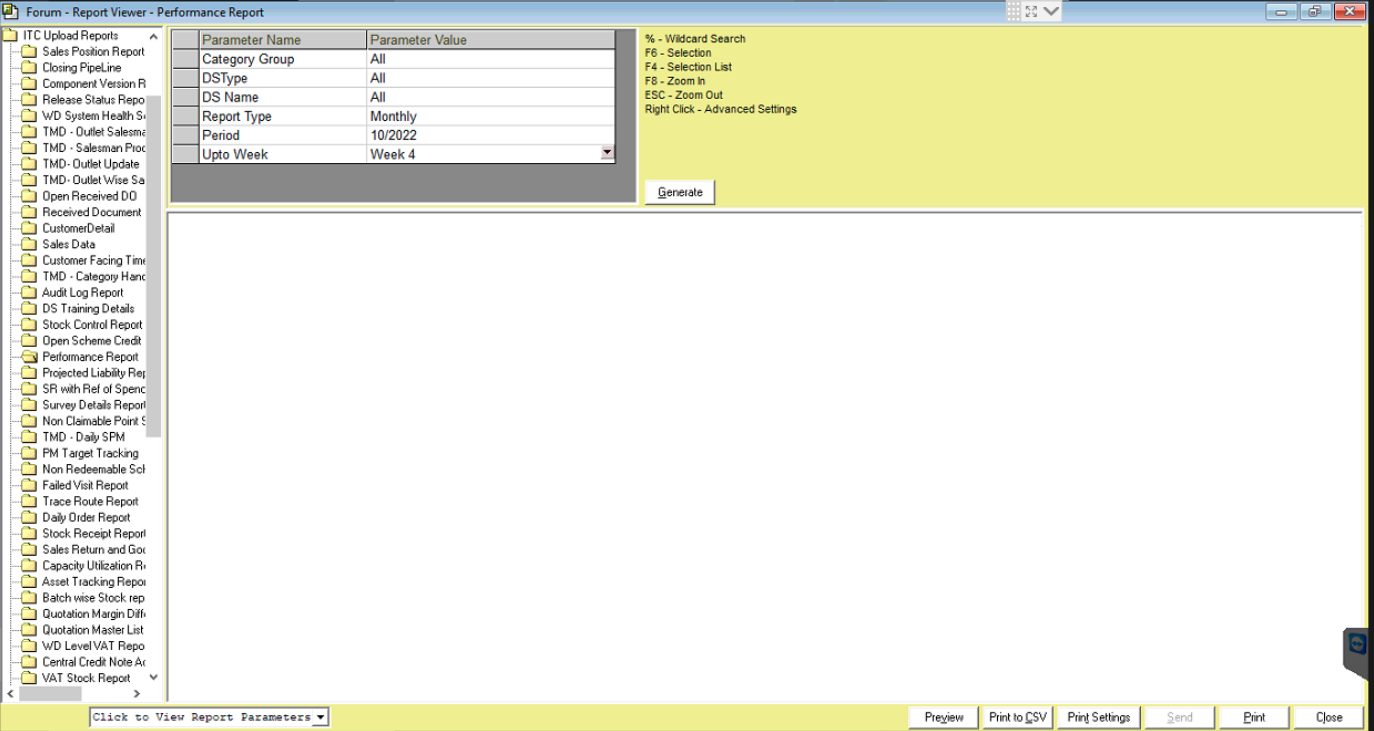 Forum - Report Viewer - Performance Report
ITC Upload Reports
Sales Position Report
Closing PipeLine
Component Version R
Release Status Repo
WD System Health S
TMD - Outlet Salesma
TMD - Salesman Proc
TMD- Outlet Update
TMD- Outlet Wise Sa
Open Received DO
Received Document
CustomerDetail
Sales Data
Customer Facing Time
TMD - Category Hand
Audit Log Report
DS Training Details
Stock Control Report
Open Scheme Credit
Performance Report
Projected Liability Rep
SR with Ref of Spend
Survey Details Report
Non Claimable Point S
TMD - Daily SPM
PM Target Tracking
Non Redeemable Sch
Failed Visit Report
Trace Route Report
Daily Order Report
Stock Receipt Report
Sales Return and Goo
Capacity Utilization R
Asset Tracking Repor
Batch wise Stock rep
Quotation Margin Diff
Quotation Master List
WD Level VAT Repo
Central Credit Note A
VAT Stock Report
Parameter Name Parameter Value
Category Group All
DSType All
DS Name All
Report Type Monthly
Period 10/2022
Upto Week Week 4
% - Wildcard Search
F6 - Selection
F4 - Selection List
F8 - Zoom In
ESC - Zoom Out
Right Click - Advanced Settings
Generate
Click to View Report Parameters
Preview Print to CSV Print Settings Send Print Close